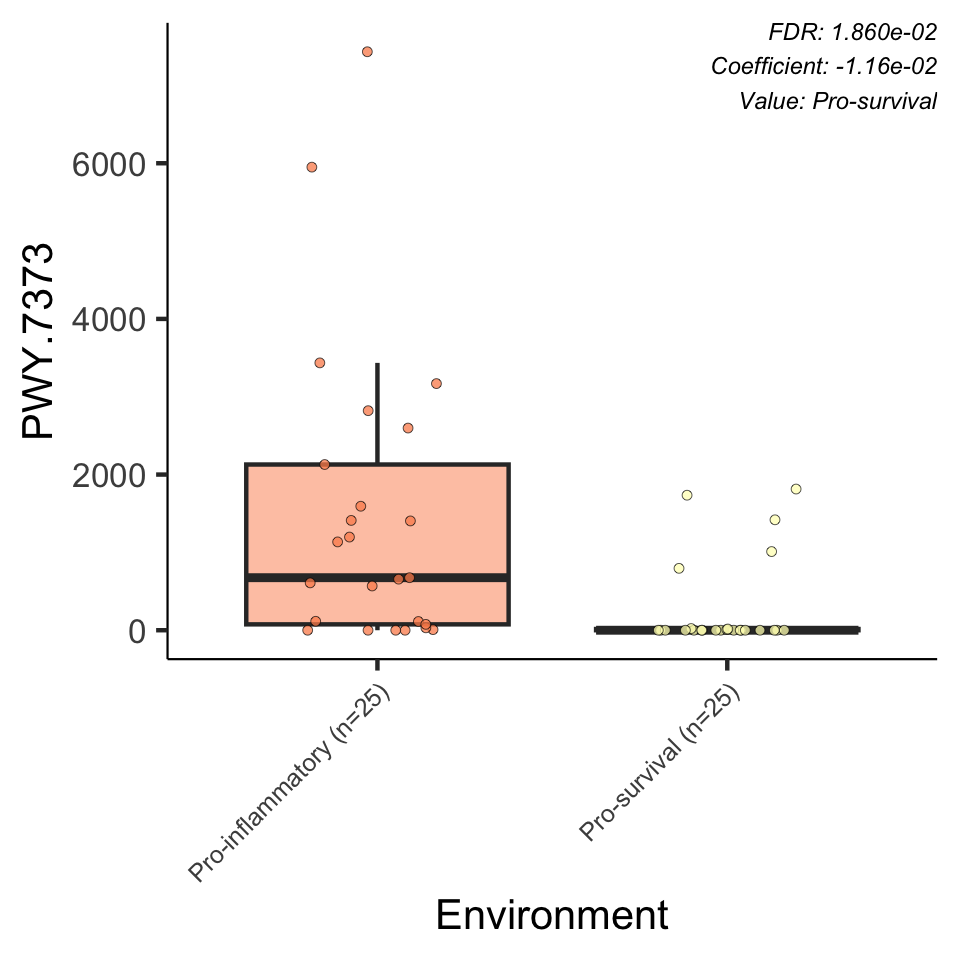 FDR: 1.860e-02
Coefficient: -1.16e-02
Value: Pro-survival
PWY.7373
6000
4000
2000
0
Pro-inflammatory (n=25)
Pro-survival (n=25)
Environment